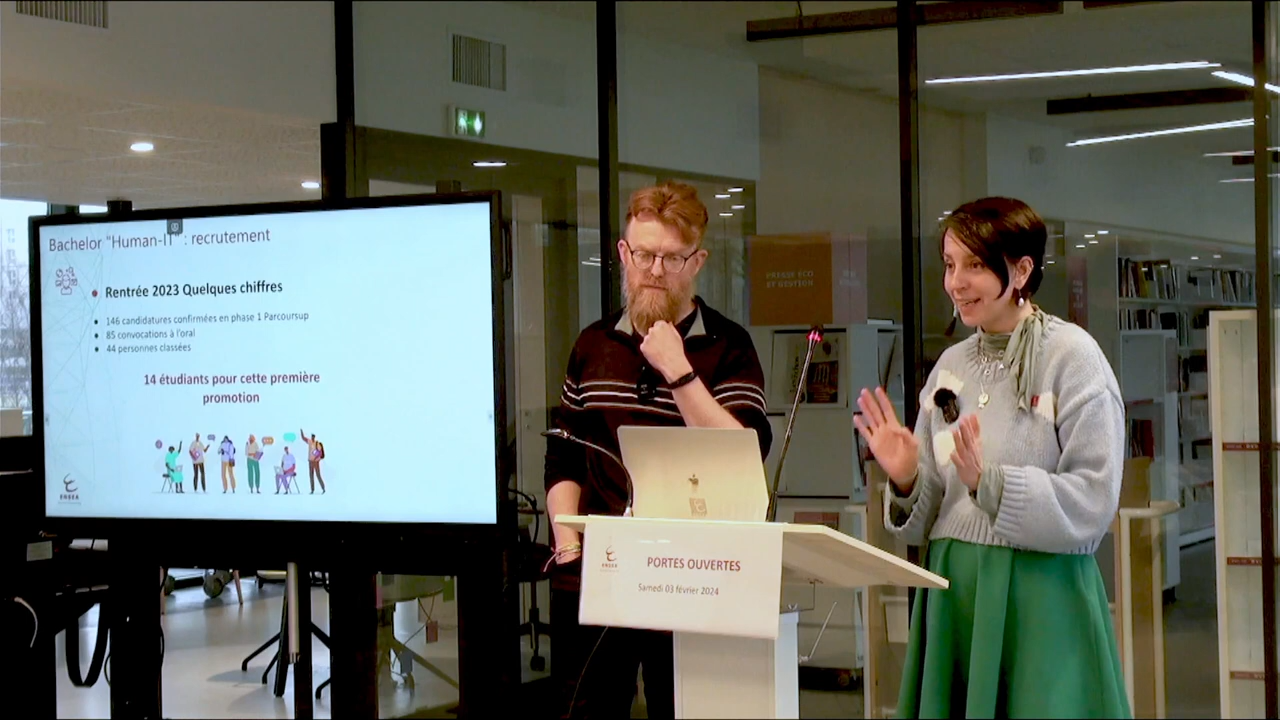 Bachelor "Human-IT" : recrutement
Rentrée 2023 Quelques chiffres
146 candidatures confirmées en phase 1 Parcoursup
85 convocations à l'oral
44 personnes classées
14 étudiants pour cette première
promotion
ENSEA
PRESSE ÉCO
ET GESTION
ENSEA
PORTES OUVERTES
Samedi 03 février 2024